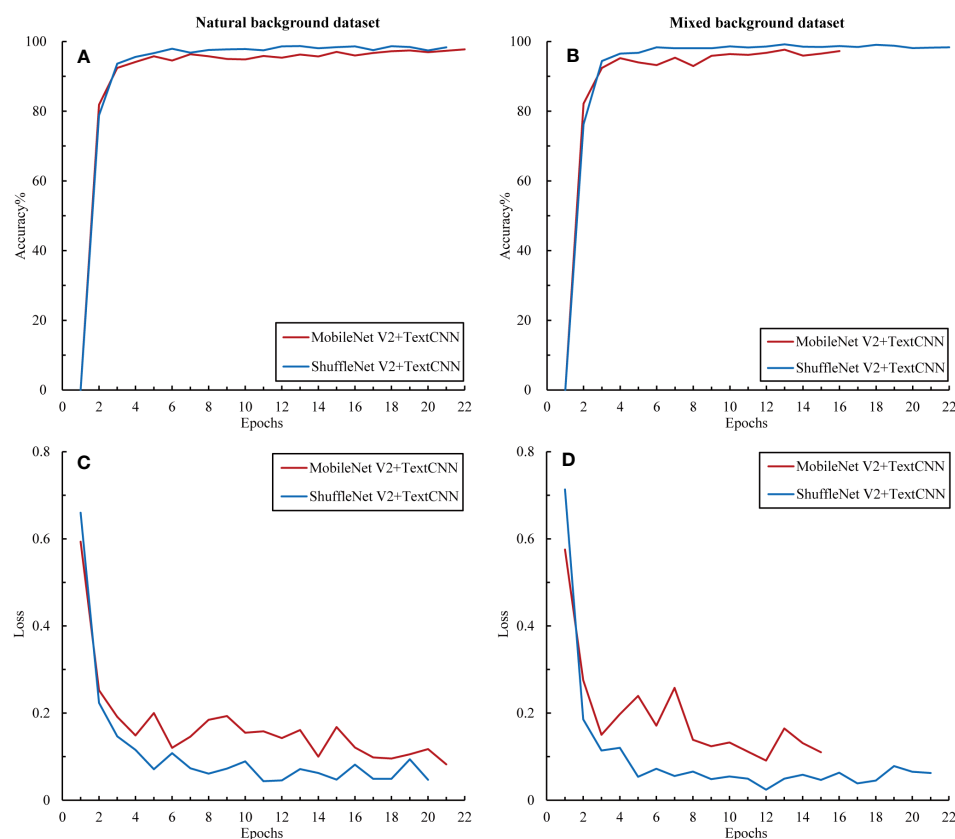 Natural background dataset
Mixed background dataset
A
100
80
60
40
20
0
Accuracy%
MobileNet V2+TextCNN
ShuffleNet V2+TextCNN
0 2 4 6 8 10 12 14 16 18 20 22
Epochs
B
100
80
60
40
20
0
Accuracy%
MobileNet V2+TextCNN
ShuffleNet V2+TextCNN
0 2 4 6 8 10 12 14 16 18 20 22
Epochs
C
0.8
0.6
0.4
0.2
0
Loss
MobileNet V2+TextCNN
ShuffleNet V2+TextCNN
0 2 4 6 8 10 12 14 16 18 20 22
Epochs
D
0.8
0.6
0.4
0.2
0
Loss
MobileNet V2+TextCNN
ShuffleNet V2+TextCNN
0 2 4 6 8 10 12 14 16 18 20 22
Epochs